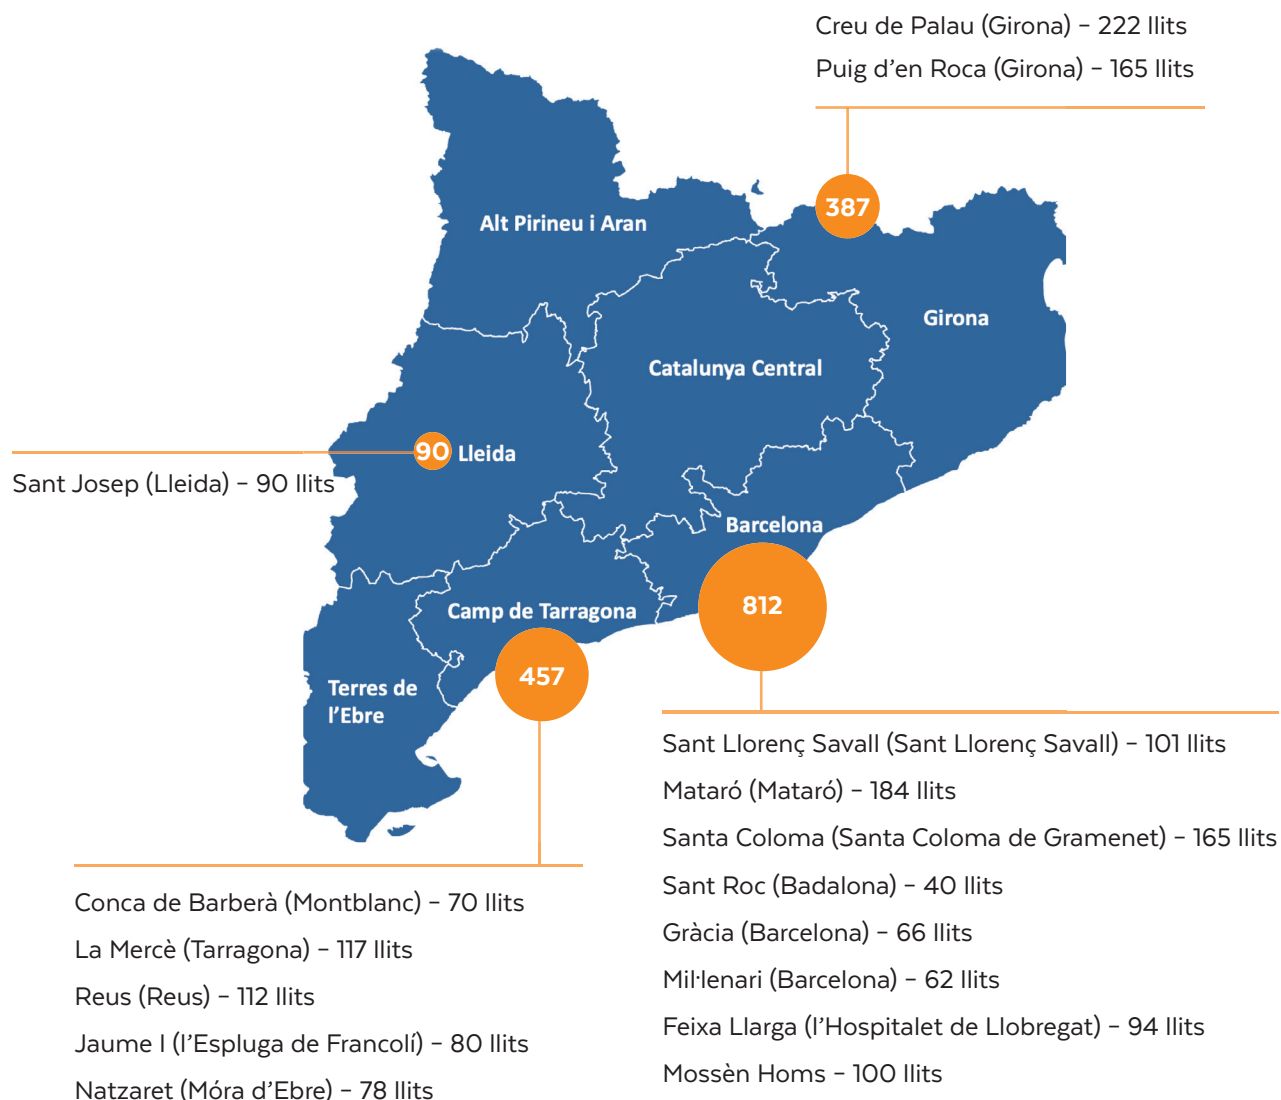 Creu de Palau (Girona) – 222 llits
Puig d’en Roca (Girona) – 165 llits
387
Alt Pirineu i Aran
Girona
Catalunya Central
90
Lleida
Sant Josep (Lleida) – 90 llits
Barcelona
812
Camp de Tarragona
457
Terres de
l’Ebre
Sant Llorenç Savall (Sant Llorenç Savall) – 101 llits
Mataró (Mataró) – 184 llits
Santa Coloma (Santa Coloma de Gramenet) – 165 llits
Sant Roc (Badalona) – 40 llits
Gràcia (Barcelona) – 66 llits
Mil·lenari (Barcelona) – 62 llits
Feixa Llarga (l’Hospitalet de Llobregat) – 94 llits
Mossèn Homs – 100 llits
Conca de Barberà (Montblanc) – 70 llits
La Mercè (Tarragona) – 117 llits
Reus (Reus) – 112 llits
Jaume I (l’Espluga de Francolí) – 80 llits
Natzaret (Móra d’Ebre) – 78 llits